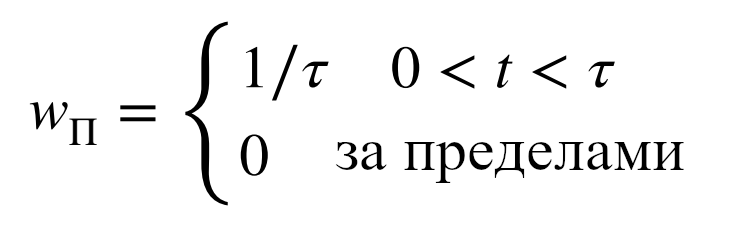 w_П = { 1/τ 0 < t < τ
0 за пределами